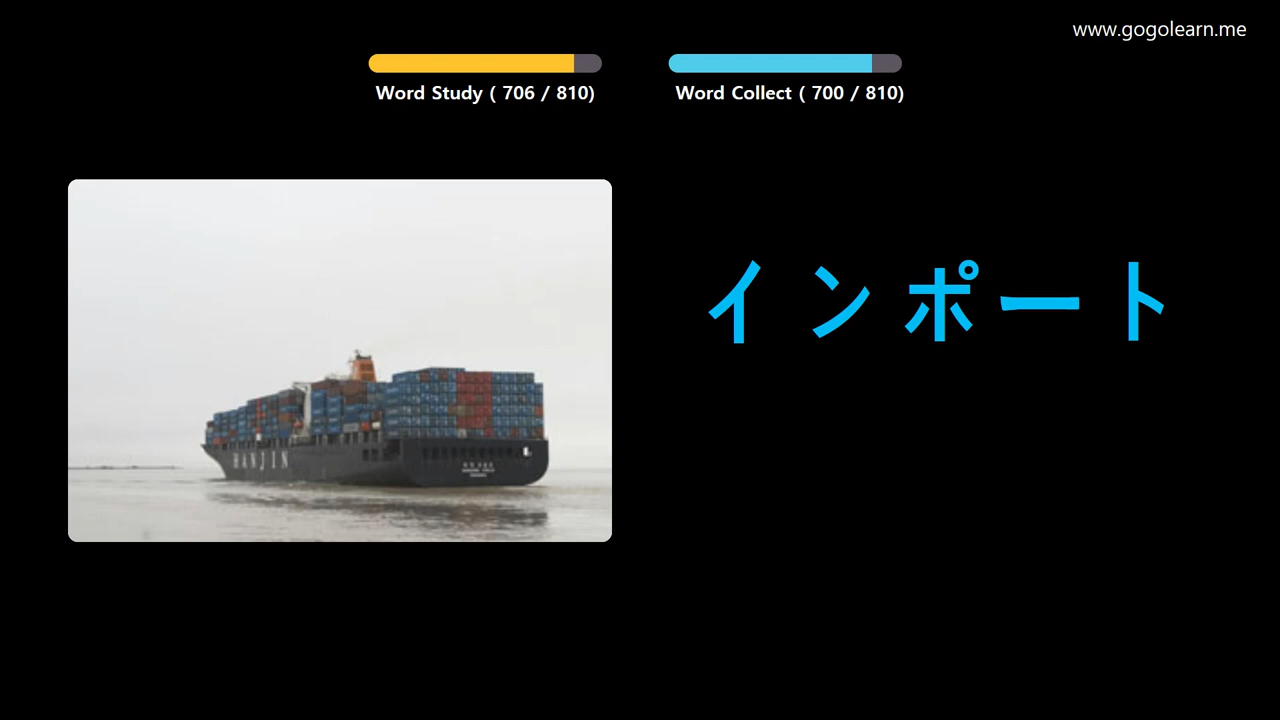 www.gogolearn.me
Word Study ( 706 / 810)
Word Collect ( 700 / 810)
インポート
HANJIN